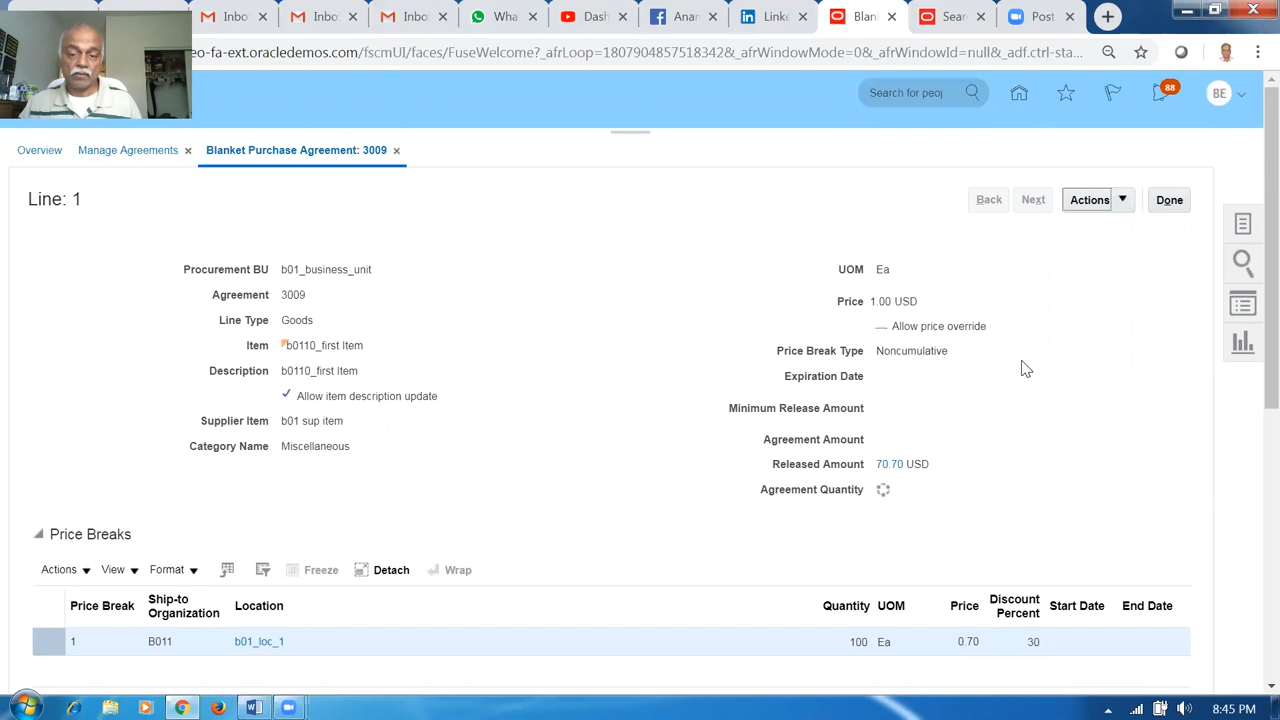 Inbo
Inbo
Inbo
Wha
Dash
Anar
Linke
Blan
Sear
Post
eo-fa-ext.oracledemos.com/fscmUI/faces/FuseWelcome?_afrLoop=18079048575183​42&_afrWindowMode=0&_afrWindowId=null&_adf.ctrl-sta...
Search for peop
88
BE
Overview
Manage Agreements
Blanket Purchase Agreement: 3009
Line: 1
Back
Next
Actions
Done
Procurement BU b01_business_unit
Agreement 3009
Line Type Goods
Item b0110_first Item
Description b0110_first Item
Allow item description update
Supplier Item b01 sup item
Category Name Miscellaneous
UOM Ea
Price 1.00 USD
Allow price override
Price Break Type Noncumulative
Expiration Date
Minimum Release Amount
Agreement Amount
Released Amount 70.70 USD
Agreement Quantity
Price Breaks
Actions View Format Freeze Detach Wrap
Price Break Ship-to Organization Location Quantity UOM Price Discount Percent Start Date End Date
1 B011 b01_loc_1 100 Ea 0.70 30
8:45 PM